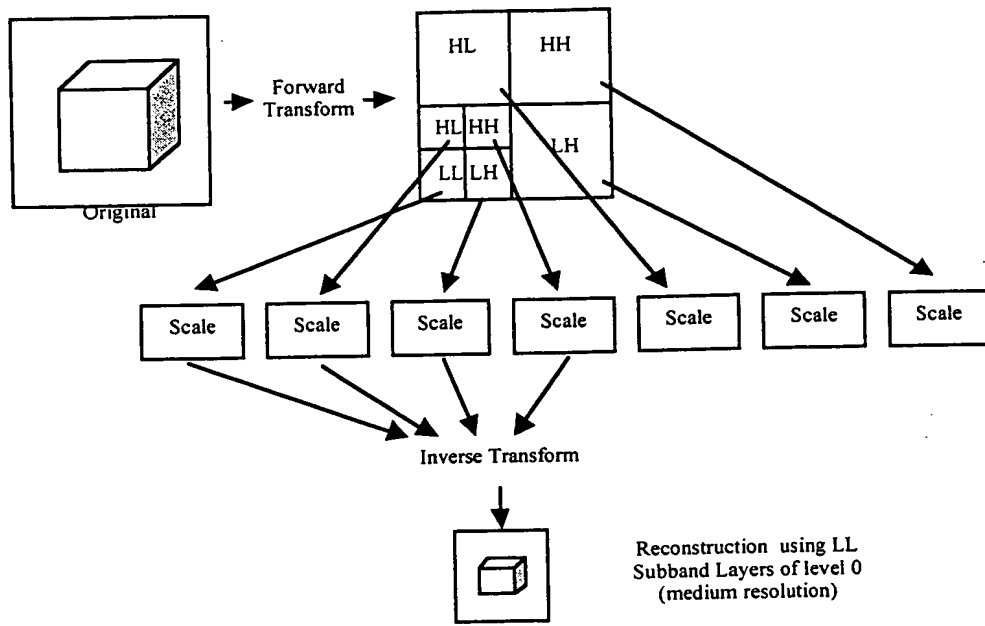 HL HH
Forward
Transform
HL HH
LH
LL LH
Original
Scale Scale Scale Scale Scale Scale Scale
Inverse Transform
Reconstruction using LL
Subband Layers of level 0
(medium resolution)